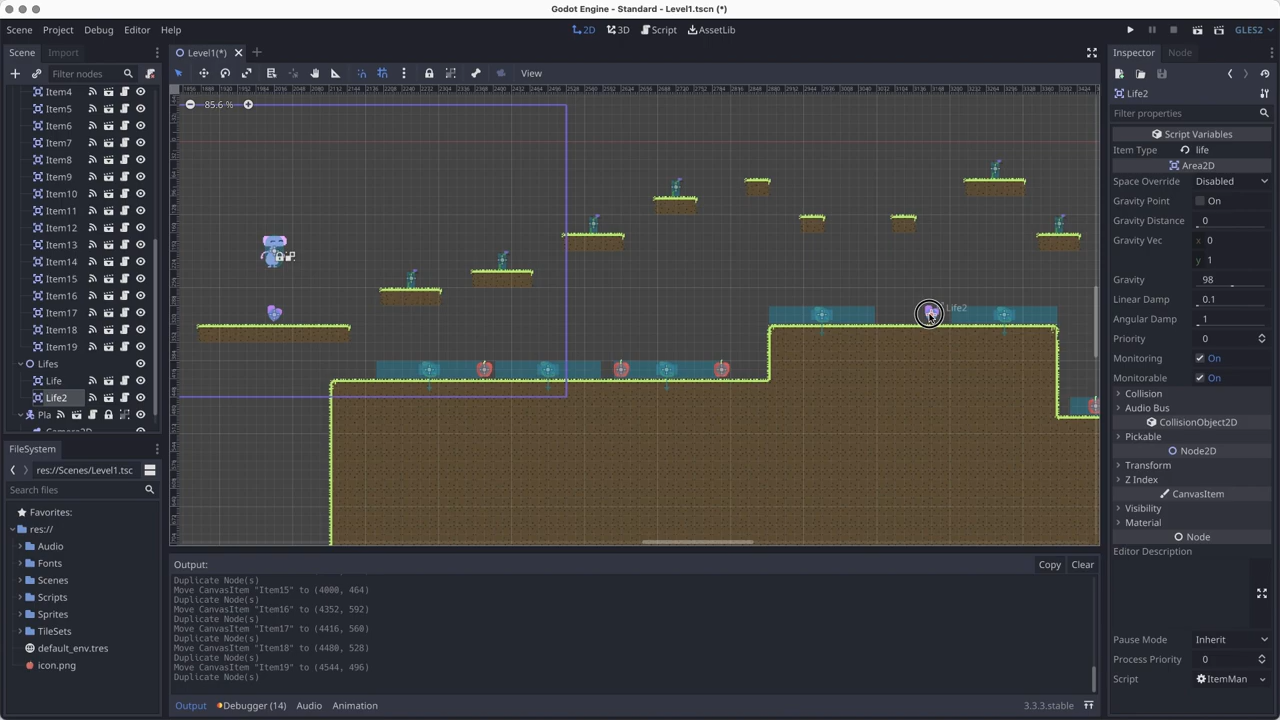 Godot Engine - Standard - Level1.tscn (*)
Scene Project Debug Editor Help
2D 3D Script AssetLib
GLES2
Scene Import
Level1(*)
Inspector Node
Filter nodes
View
Item4
Item5
Item6
Item7
Item8
Item9
Item10
Item11
Item12
Item13
Item14
Item15
Item16
Item17
Item18
Item19
Lifes
Life
Life2
Pla
85.6 %
Life2
Life2
Filter properties
Script Variables
Item Type life
Area2D
Space Override Disabled
Gravity Point On
Gravity Distance 0
Gravity Vec x 0
y 1
Gravity 98
Linear Damp 0.1
Angular Damp 1
Priority 0
Monitoring On
Monitorable On
Collision
Audio Bus
CollisionObject2D
Pickable
Node2D
Transform
Z Index
CanvasItem
Visibility
Material
Node
Editor Description
Pause Mode Inherit
Process Priority 0
Script ItemMan
FileSystem
res://Scenes/Level1.tsc
Search files
Favorites:
res://
Audio
Fonts
Scenes
Scripts
Sprites
TileSets
default_env.tres
icon.png
Output:
Copy Clear
Duplicate Node(s)
Move CanvasItem "Item15" to (4000, 464)
Duplicate Node(s)
Move CanvasItem "Item16" to (4352, 592)
Duplicate Node(s)
Move CanvasItem "Item17" to (4416, 560)
Duplicate Node(s)
Move CanvasItem "Item18" to (4480, 528)
Duplicate Node(s)
Move CanvasItem "Item19" to (4544, 496)
Duplicate Node(s)
Output Debugger (14) Audio Animation
3.3.3.stable